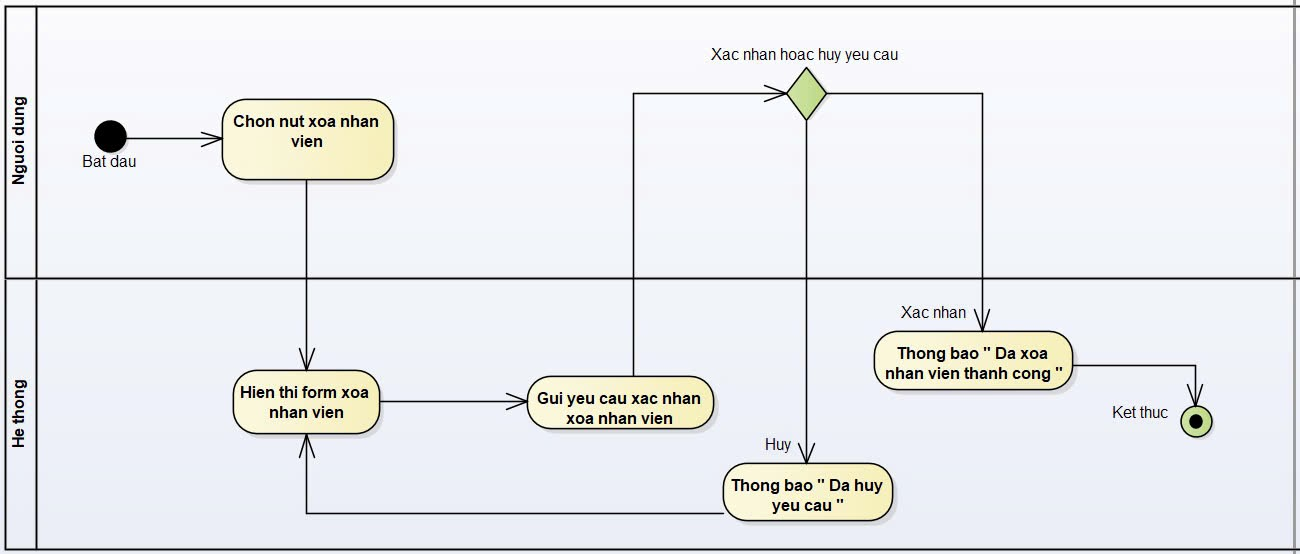 Nguoi dung
Bat dau
Chon nut xoa nhan
vien
Xac nhan hoac huy yeu cau
He thong
Hien thi form xoa
nhan vien
Gui yeu cau xac nhan
xoa nhan vien
Huy
Thong bao " Da huy
yeu cau "
Xac nhan
Thong bao " Da xoa
nhan vien thanh cong "
Ket thuc